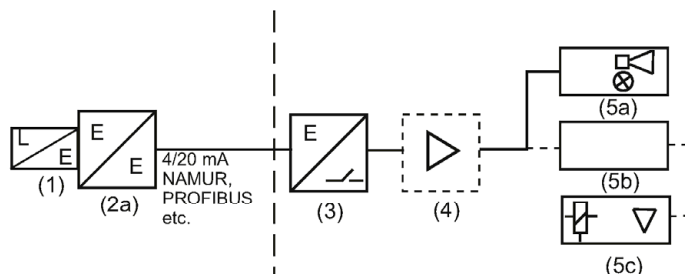 L
E
(1)
E
E
(2a)
4/20 mA
NAMUR,
PROFIBUS
etc.
E
(3)
(4)
(5a)
(5b)
(5c)